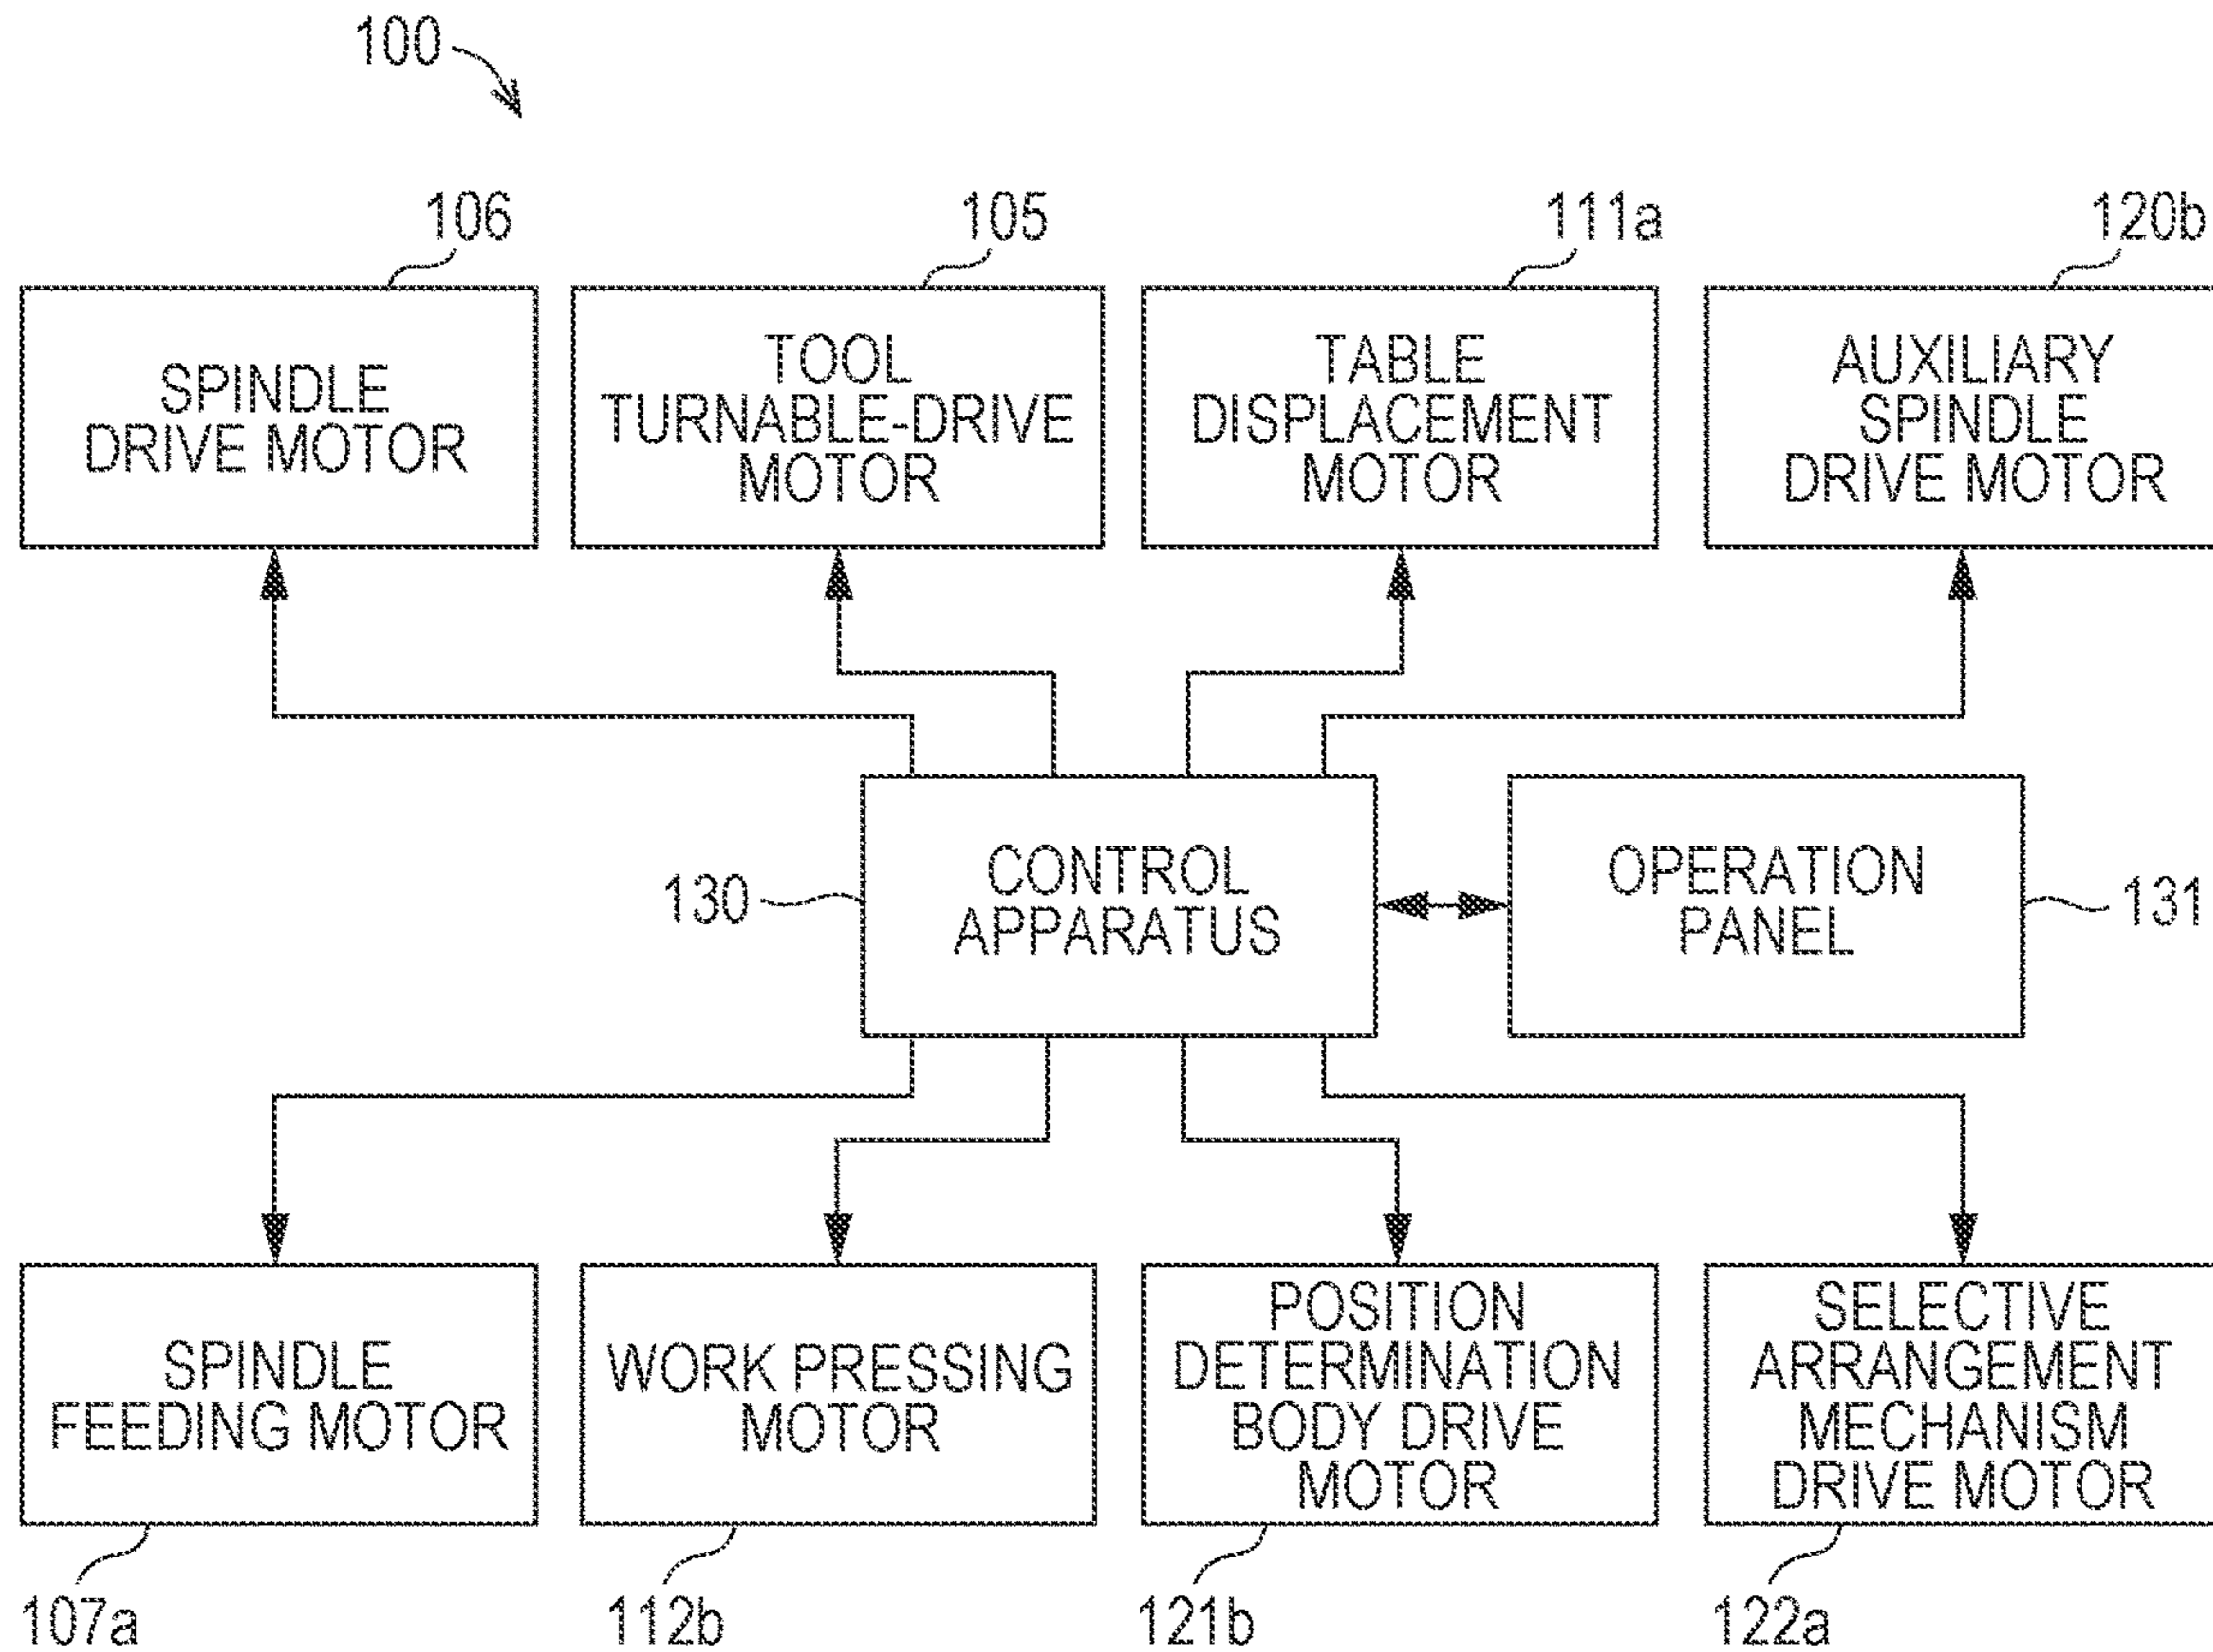 100
106
105
111a
120b
SPINDLE
DRIVE MOTOR
TOOL
TURNABLE-DRIVE
MOTOR
TABLE
DISPLACEMENT
MOTOR
AUXILIARY
SPINDLE
DRIVE MOTOR
130
CONTROL
APPARATUS
OPERATION
PANEL
131
SPINDLE
FEEDING MOTOR
WORK PRESSING
MOTOR
POSITION
DETERMINATION
BODY DRIVE
MOTOR
SELECTIVE
ARRANGEMENT
MECHANISM
DRIVE MOTOR
107a
112b
121b
122a